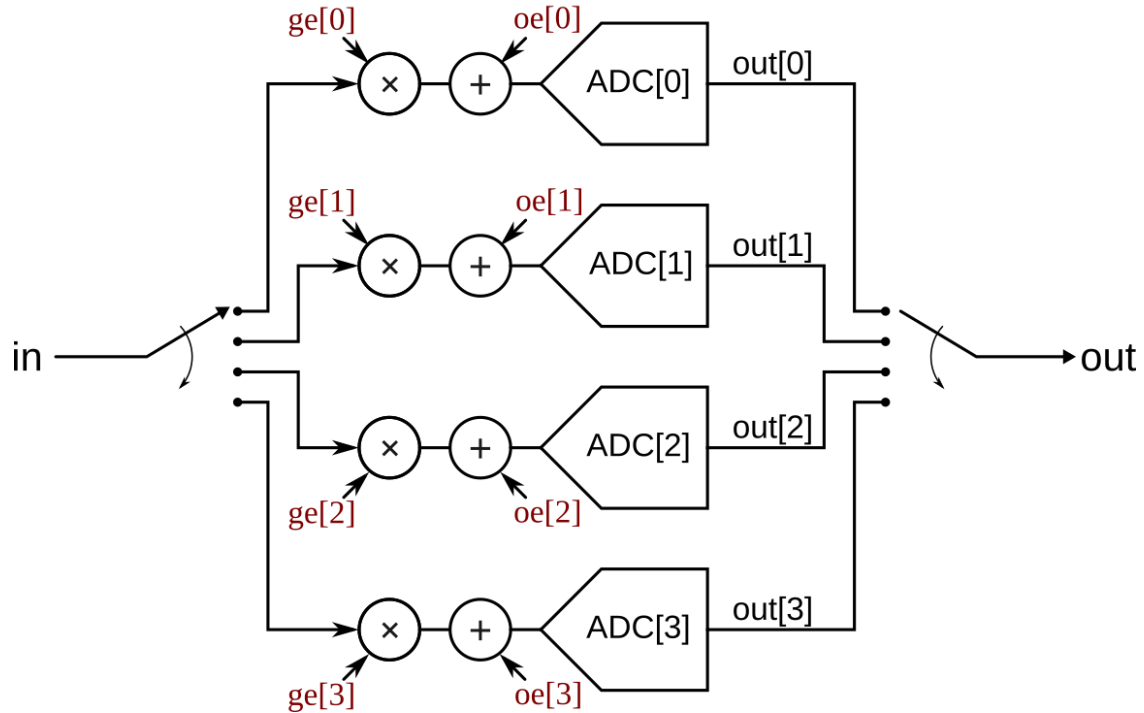 ge[0]
oe[0]
×
+
ADC[0]
out[0]
ge[1]
oe[1]
×
+
ADC[1]
out[1]
in
out
×
+
ADC[2]
out[2]
ge[2]
oe[2]
×
+
ADC[3]
out[3]
ge[3]
oe[3]